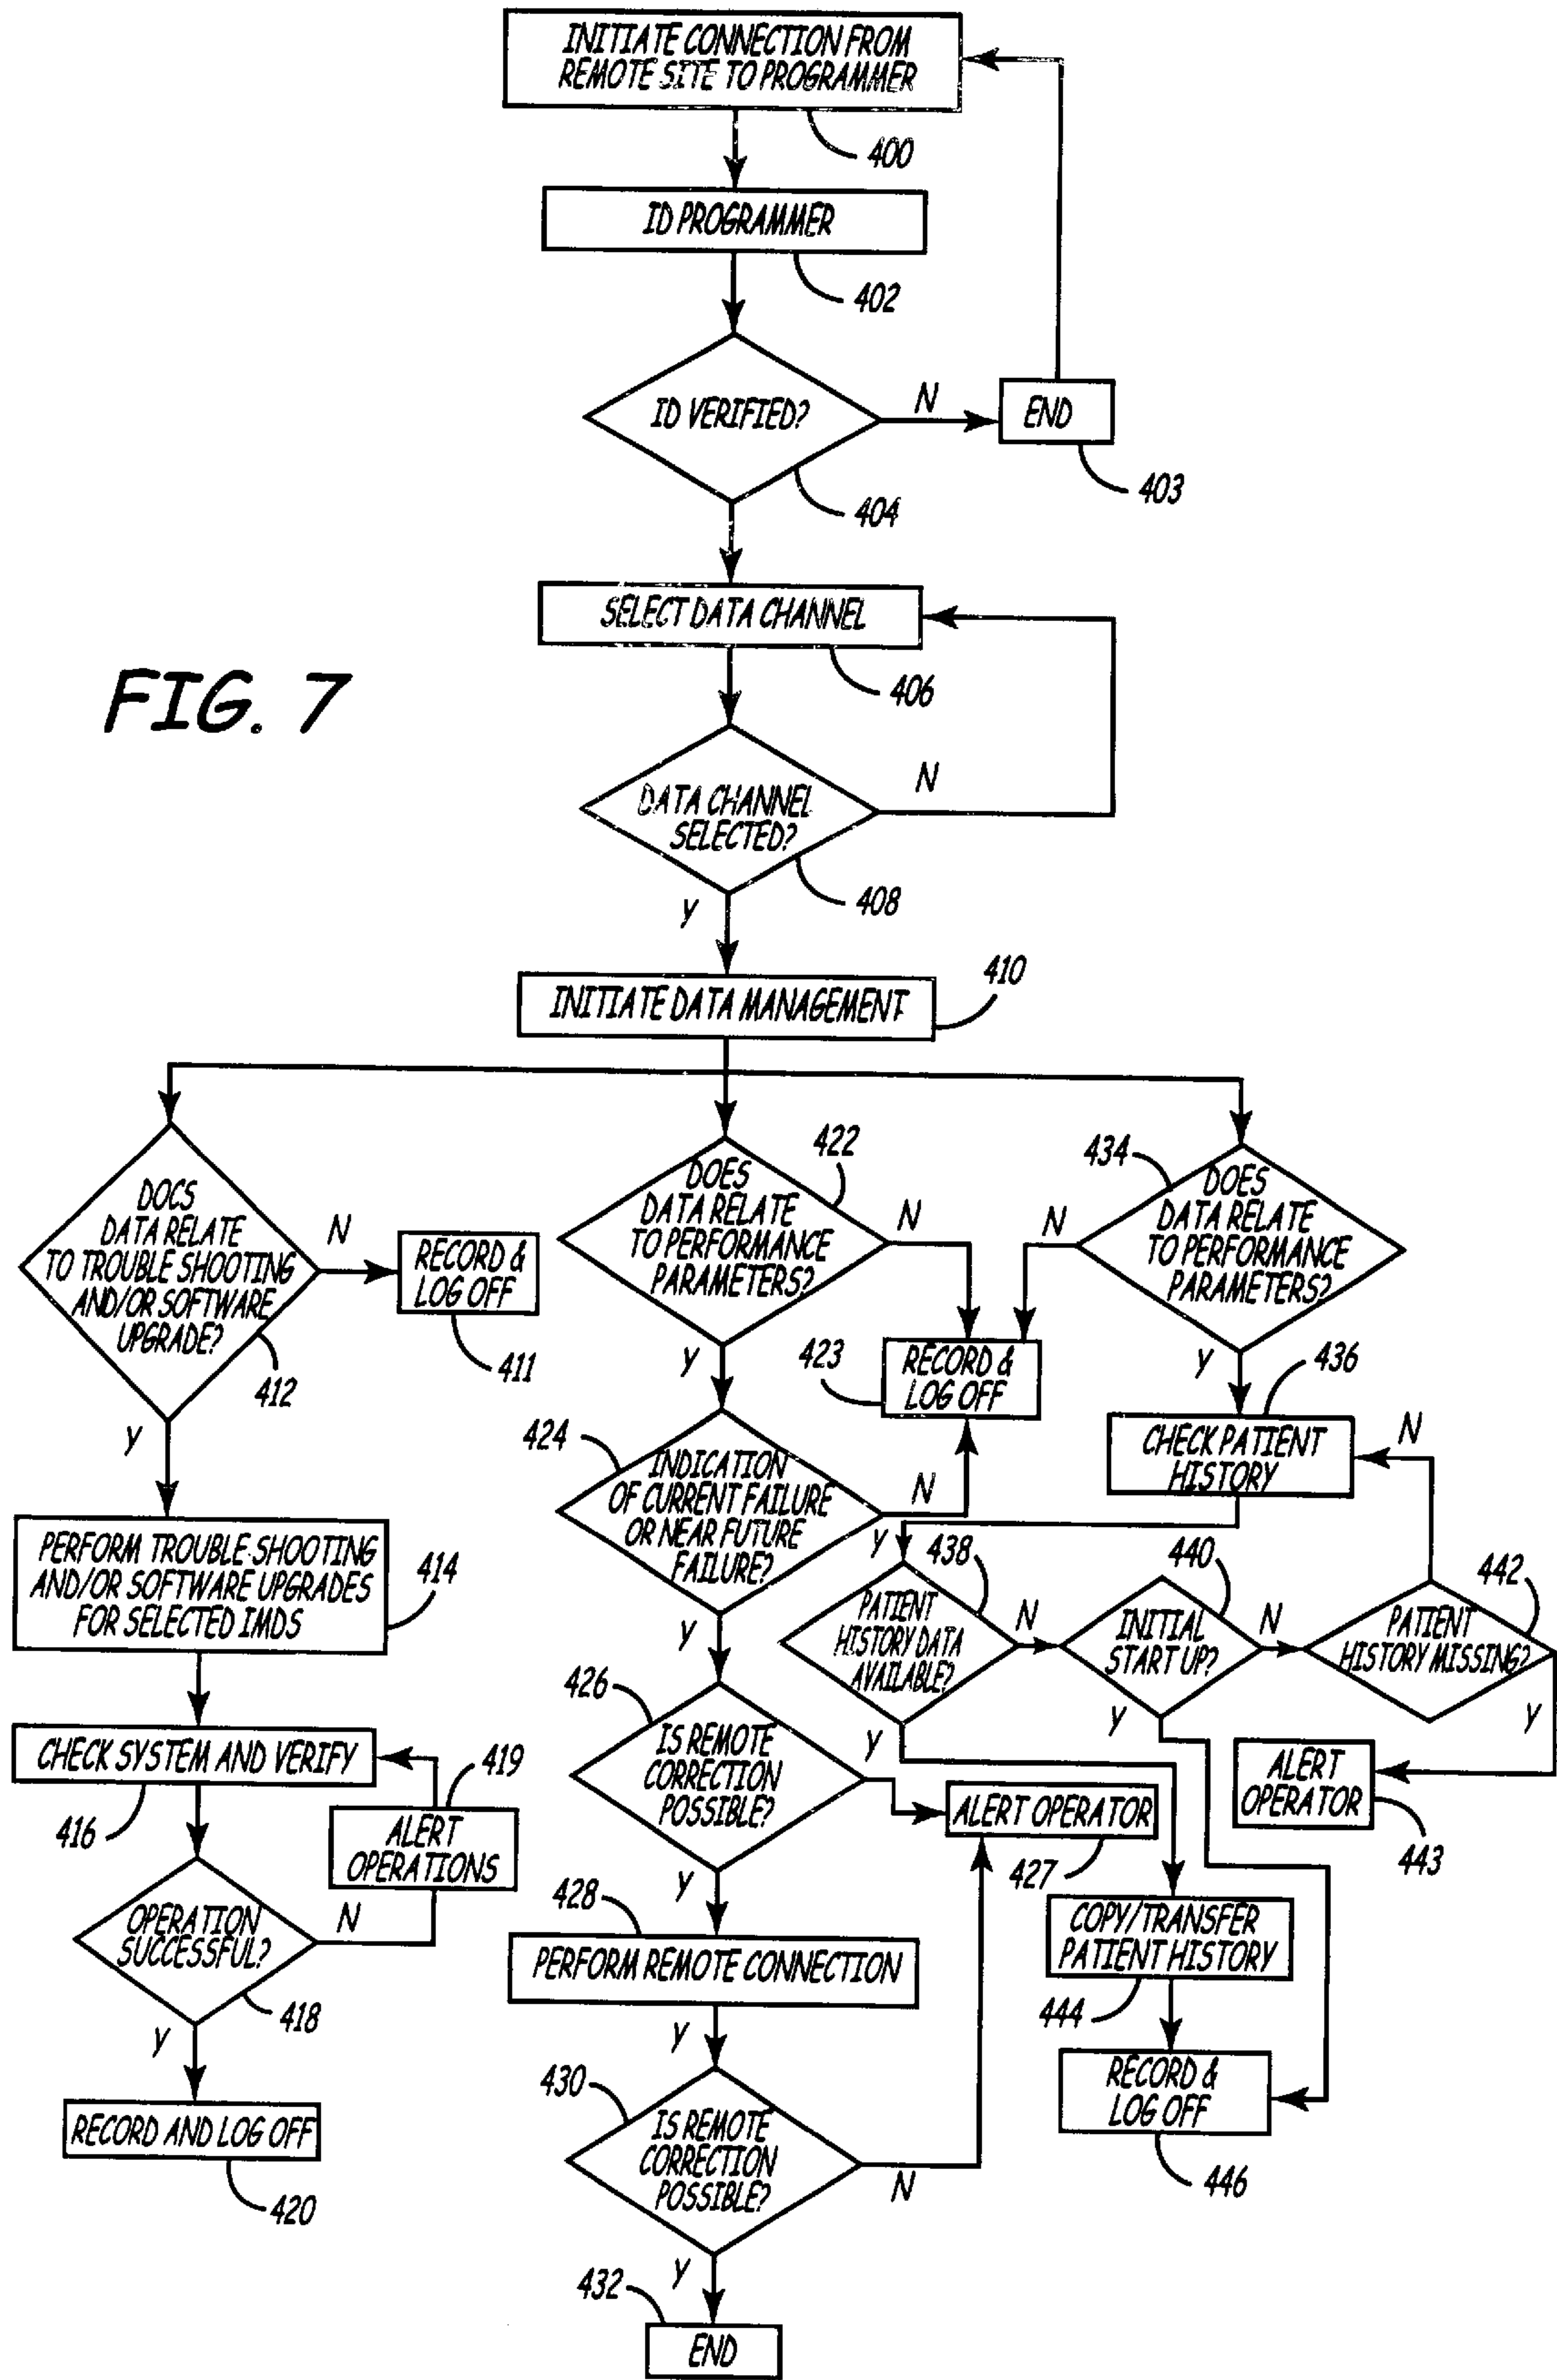 INITIATE CONNECTION FROM
REMOTE SITE TO PROGRAMMER
400
ID PROGRAMMER
402
ID VERIFIED?
N
END
403
404
SELECT DATA CHANNEL
406
FIG. 7
DATA CHANNEL
SELECTED?
N
408
Y
INITIATE DATA MANAGEMENT
410
DOCS
DATA RELATE
TO TROUBLE SHOOTING
AND/OR SOFTWARE
UPGRADE?
N
412
RECORD &
LOG OFF
411
Y
PERFORM TROUBLE SHOOTING
AND/OR SOFTWARE UPGRADES
FOR SELECTED IMDS
414
CHECK SYSTEM AND VERIFY
416
419
ALERT
OPERATIONS
OPERATION
SUCCESSFUL?
N
418
Y
RECORD AND LOG OFF
420
422
DOES
DATA RELATE
TO PERFORMANCE
PARAMETERS?
N
Y
423
RECORD &
LOG OFF
424
INDICATION
OF CURRENT FAILURE
OR NEAR FUTURE
FAILURE?
N
Y
426
IS REMOTE
CORRECTION
POSSIBLE?
ALERT OPERATOR
427
Y
428
PERFORM REMOTE CONNECTION
Y
430
IS REMOTE
CORRECTION
POSSIBLE?
N
Y
432
END
434
DOES
DATA RELATE
TO PERFORMANCE
PARAMETERS?
N
Y
436
CHECK PATIENT
HISTORY
N
Y
438
PATIENT
HISTORY DATA
AVAILABLE?
N
Y
440
INITIAL
START UP?
N
Y
442
PATIENT
HISTORY MISSING?
Y
ALERT
OPERATOR
443
COPY/TRANSFER
PATIENT HISTORY
444
RECORD &
LOG OFF
446